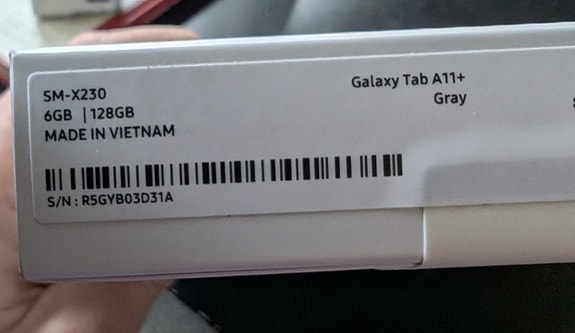 SM-X230
6GB | 128GB
MADE IN VIETNAM
S/N : R5GYB03D31A
Galaxy Tab A11+
Gray